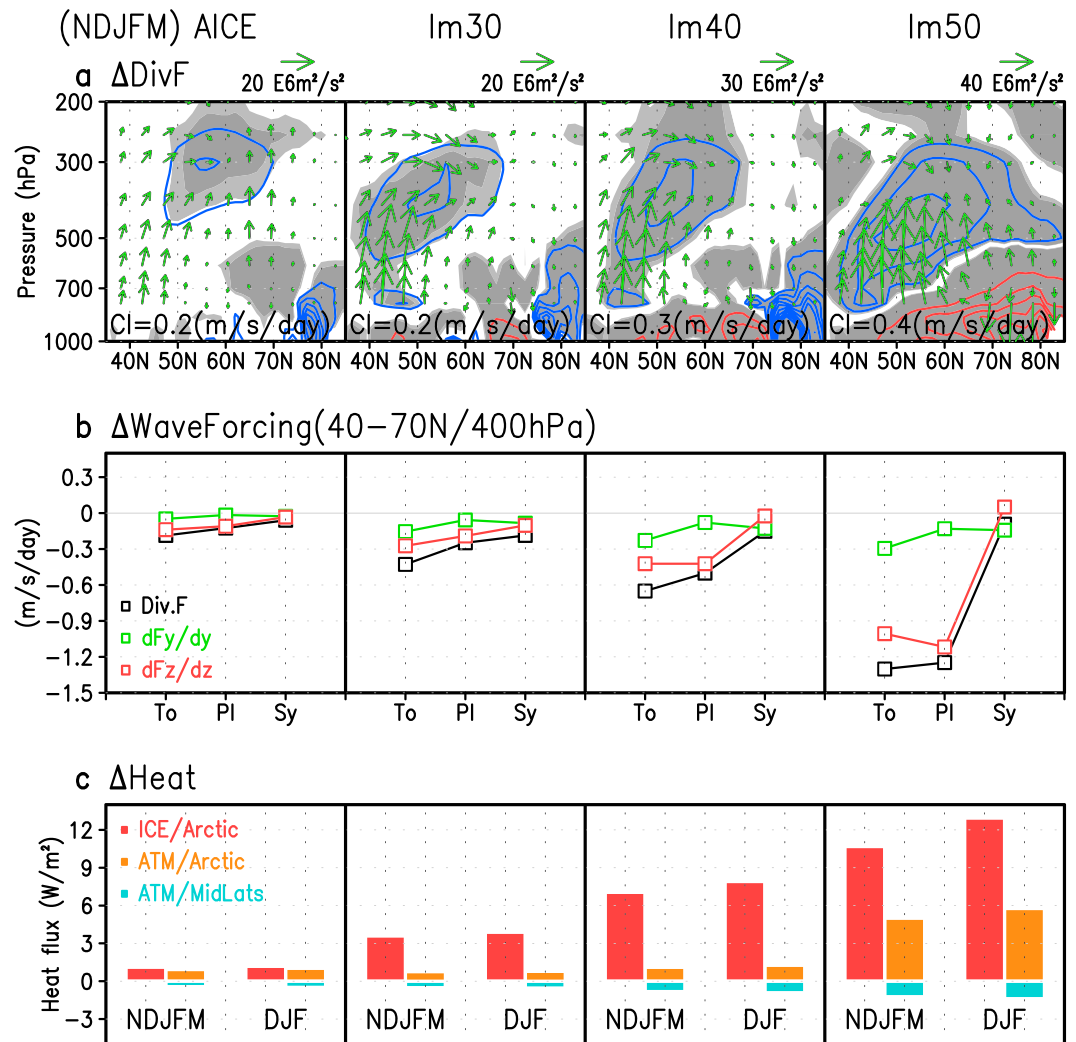 (NDJFM) AICE Im30 Im40 Im50
a ΔDivF 20 E6m²/s² 20 E6m²/s² 30 E6m²/s² 40 E6m²/s²
Pressure (hPa)
200
300
500
700
1000
CI=0.2(m/s/day) CI=0.2(m/s/day) CI=0.3(m/s/day) CI=0.4(m/s/day)
40N 50N 60N 70N 80N 40N 50N 60N 70N 80N 40N 50N 60N 70N 80N 40N 50N 60N 70N 80N
b ΔWaveForcing(40−70N/400hPa)
(m/s/day)
0.3
0
−0.3
−0.6
−0.9
−1.2
−1.5
Div.F
dFy/dy
dFz/dz
To Pl Sy To Pl Sy To Pl Sy To Pl Sy
c ΔHeat
Heat flux (W/m²)
12
9
6
3
0
−3
ICE/Arctic
ATM/Arctic
ATM/MidLats
NDJFM DJF NDJFM DJF NDJFM DJF NDJFM DJF